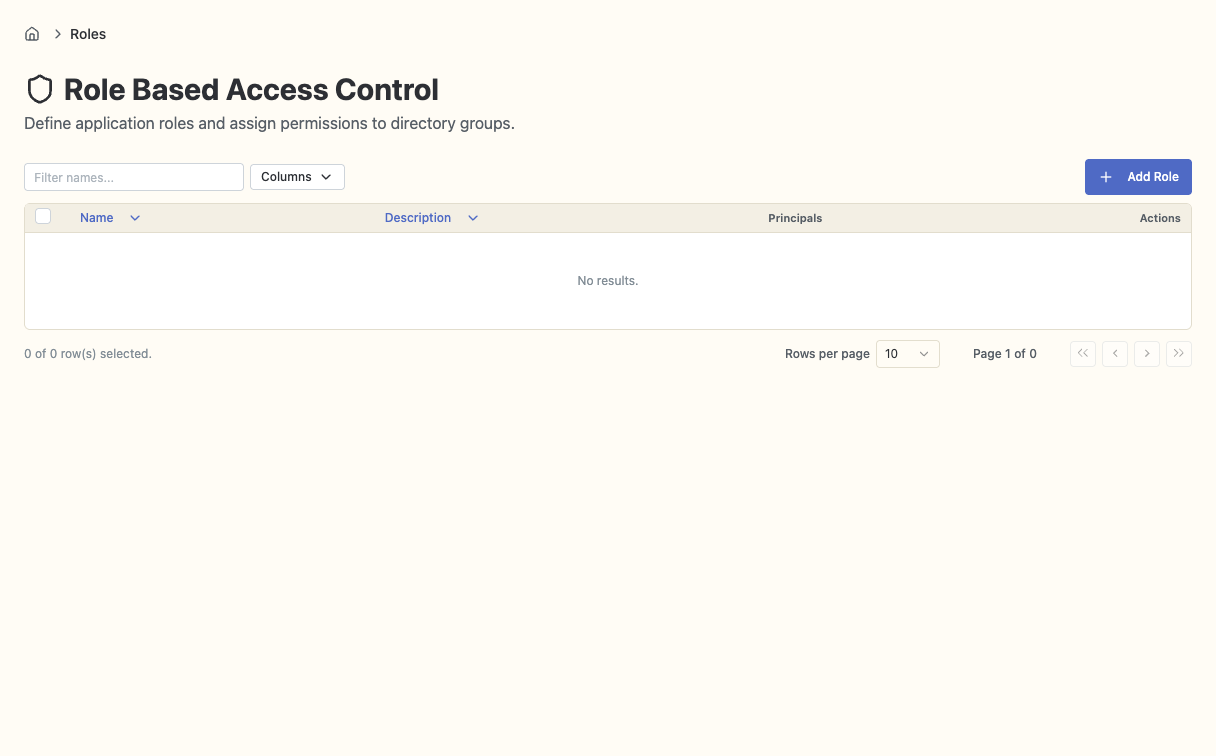 Roles
Role Based Access Control
Define application roles and assign permissions to directory groups.
Filter names...
Columns
Add Role
Name Description Principals Actions
No results.
0 of 0 row(s) selected.
Rows per page 10 Page 1 of 0